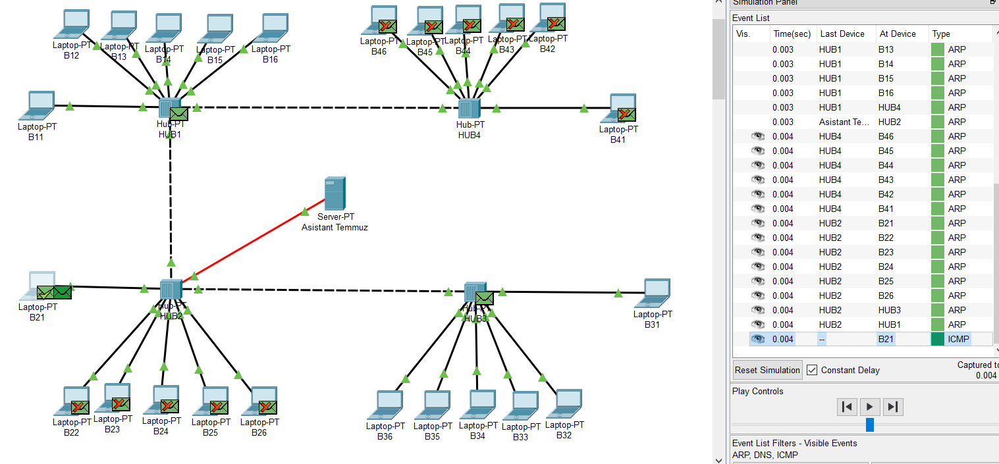 Laptop-PT
B12
Laptop-PT
B13
Laptop-PT
B14
Laptop-PT
B15
Laptop-PT
B16
Laptop-PT
B46
Laptop-PT
B45
Laptop-PT
B44
Laptop-PT
B43
Laptop-PT
B42
Laptop-PT
B11
Hub-PT
HUB1
Hub-PT
HUB4
Laptop-PT
B41
Server-PT
Asistant Temmuz
Laptop-PT
B21
Hub-PT
HUB2
Hub-PT
HUB3
Laptop-PT
B31
Laptop-PT
B22
Laptop-PT
B23
Laptop-PT
B24
Laptop-PT
B25
Laptop-PT
B26
Laptop-PT
B36
Laptop-PT
B35
Laptop-PT
B34
Laptop-PT
B33
Laptop-PT
B32
Simulation Panel
Event List
Vis. Time(sec) Last Device At Device Type
0.003 HUB1 B13 ARP
0.003 HUB1 B14 ARP
0.003 HUB1 B15 ARP
0.003 HUB1 B16 ARP
0.003 HUB1 HUB4 ARP
0.003 Asistant Te... HUB2 ARP
0.004 HUB4 B46 ARP
0.004 HUB4 B45 ARP
0.004 HUB4 B44 ARP
0.004 HUB4 B43 ARP
0.004 HUB4 B42 ARP
0.004 HUB4 B41 ARP
0.004 HUB2 B21 ARP
0.004 HUB2 B22 ARP
0.004 HUB2 B23 ARP
0.004 HUB2 B24 ARP
0.004 HUB2 B25 ARP
0.004 HUB2 B26 ARP
0.004 HUB2 HUB3 ARP
0.004 HUB2 HUB1 ARP
0.004 -- B21 ICMP
Reset Simulation Constant Delay Captured to
0.004
Play Controls
Event List Filters - Visible Events
ARP, DNS, ICMP